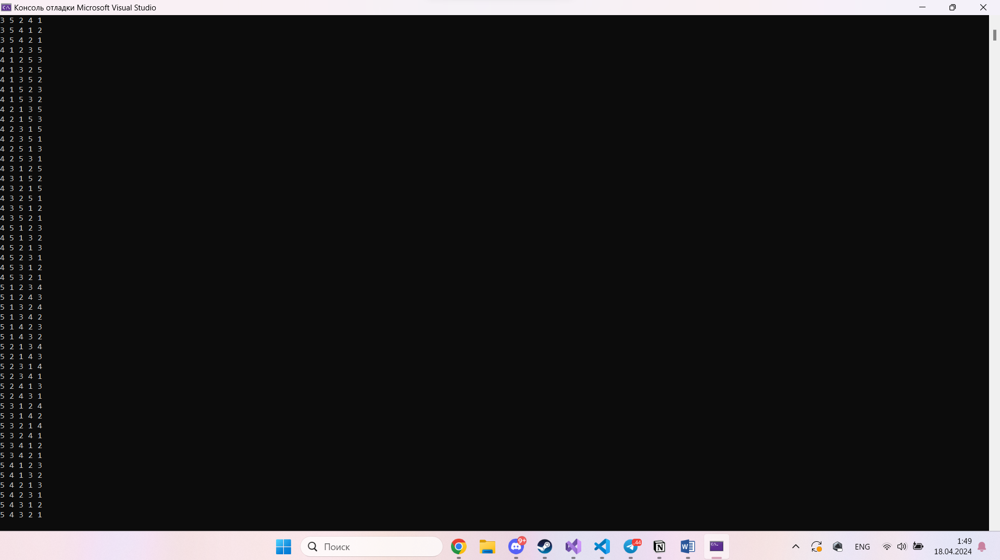 Консоль отладки Microsoft Visual Studio
3 5 2 4 1
3 5 4 1 2
3 5 4 2 1
4 1 2 3 5
4 1 2 5 3
4 1 3 2 5
4 1 3 5 2
4 1 5 2 3
4 1 5 3 2
4 2 1 3 5
4 2 1 5 3
4 2 3 1 5
4 2 3 5 1
4 2 5 1 3
4 2 5 3 1
4 3 1 2 5
4 3 1 5 2
4 3 2 1 5
4 3 2 5 1
4 3 5 1 2
4 3 5 2 1
4 5 1 2 3
4 5 1 3 2
4 5 2 1 3
4 5 2 3 1
4 5 3 1 2
4 5 3 2 1
5 1 2 3 4
5 1 2 4 3
5 1 3 2 4
5 1 3 4 2
5 1 4 2 3
5 1 4 3 2
5 2 1 3 4
5 2 1 4 3
5 2 3 1 4
5 2 3 4 1
5 2 4 1 3
5 2 4 3 1
5 3 1 2 4
5 3 1 4 2
5 3 2 1 4
5 3 2 4 1
5 3 4 1 2
5 3 4 2 1
5 4 1 2 3
5 4 1 3 2
5 4 2 1 3
5 4 2 3 1
5 4 3 1 2
5 4 3 2 1
Поиск 9+ .44 ENG 1:49
18.04.2024